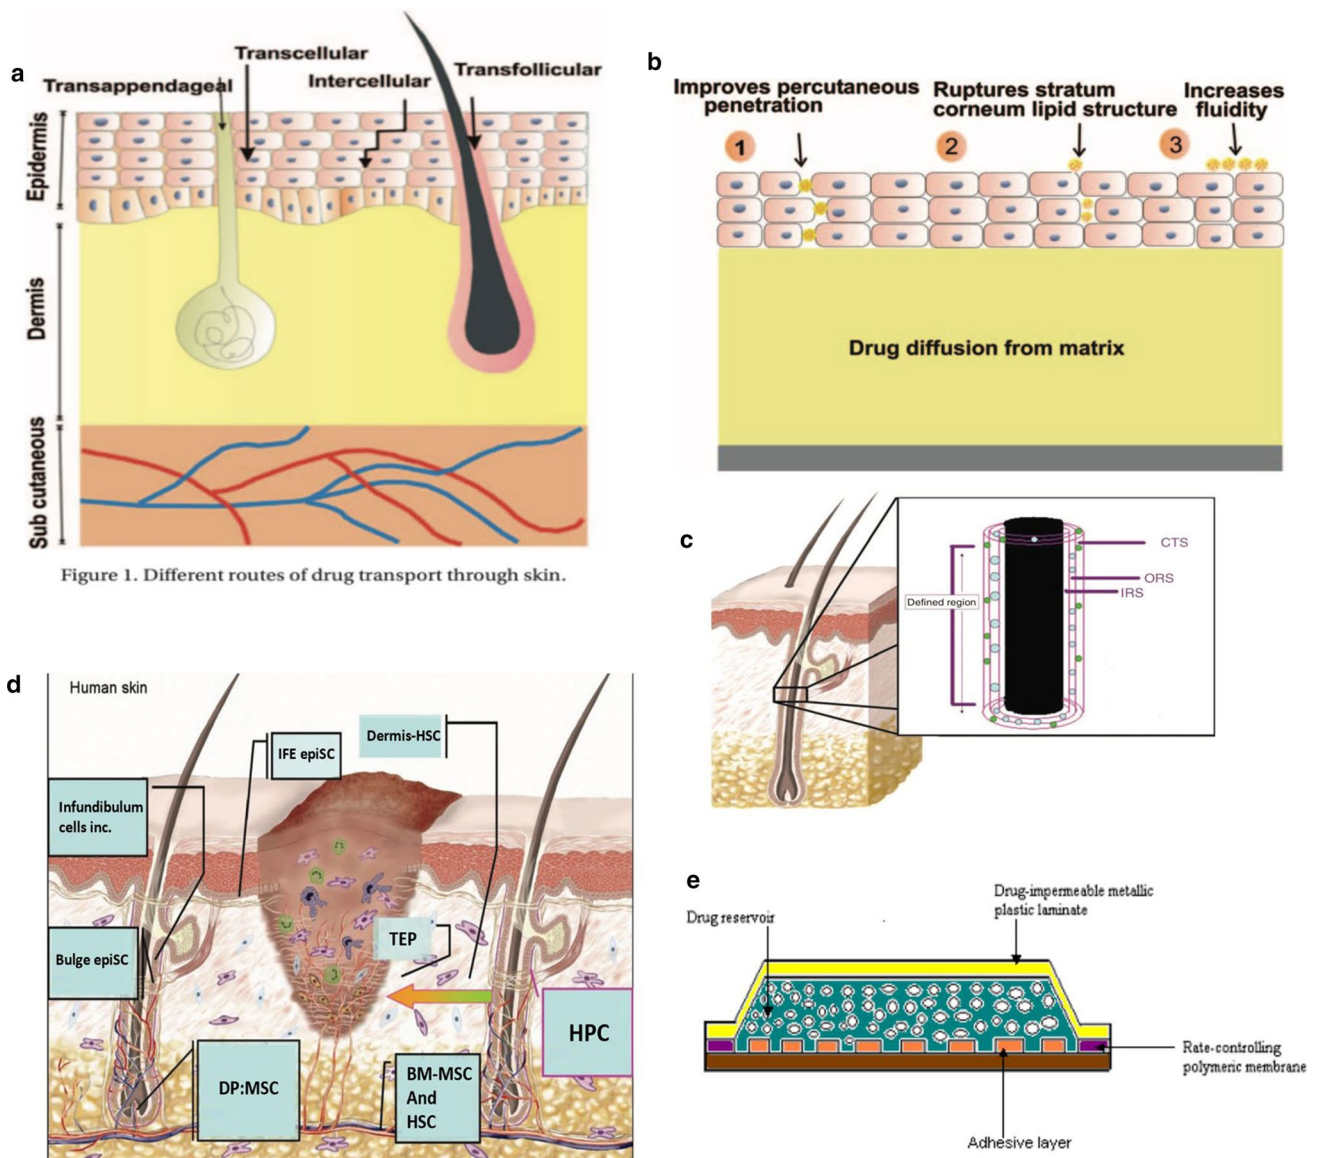 a
Transcellular
Intercellular
Transfollicular
Transappendageal
Epidermis
Dermis
Sub cutaneous
Figure 1. Different routes of drug transport through skin.
b
Improves percutaneous
penetration
Ruptures stratum
corneum lipid structure
Increases
fluidity
1
2
3
Drug diffusion from matrix
c
CTS
ORS
IRS
Defined region
d
Human skin
IFE epiSC
Dermis-HSC
Infundibulum
cells inc.
Bulge epiSC
TEP
HPC
DP:MSC
BM-MSC
And
HSC
e
Drug reservoir
Drug-impermeable metallic
plastic laminate
Rate-controlling
polymeric membrane
Adhesive layer